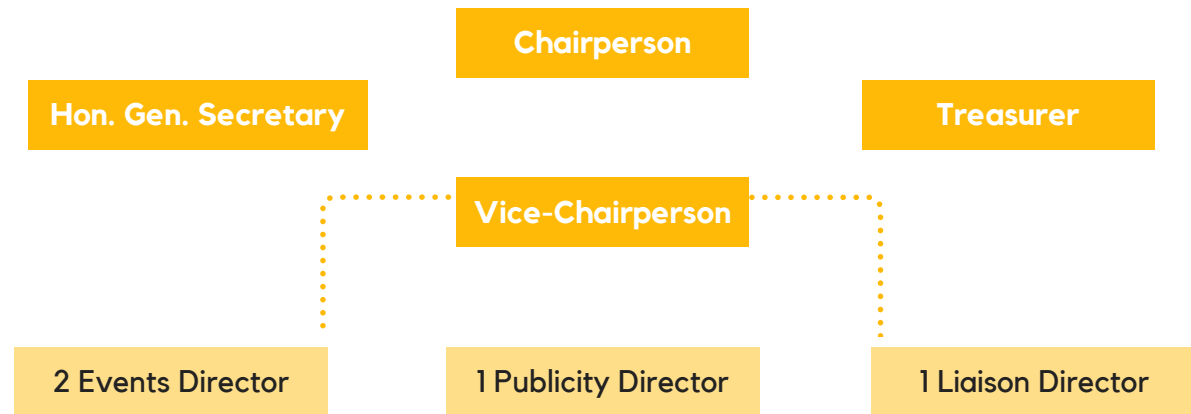 Chairperson
Hon. Gen. Secretary
Treasurer
Vice-Chairperson
2 Events Director
1 Publicity Director
1 Liaison Director